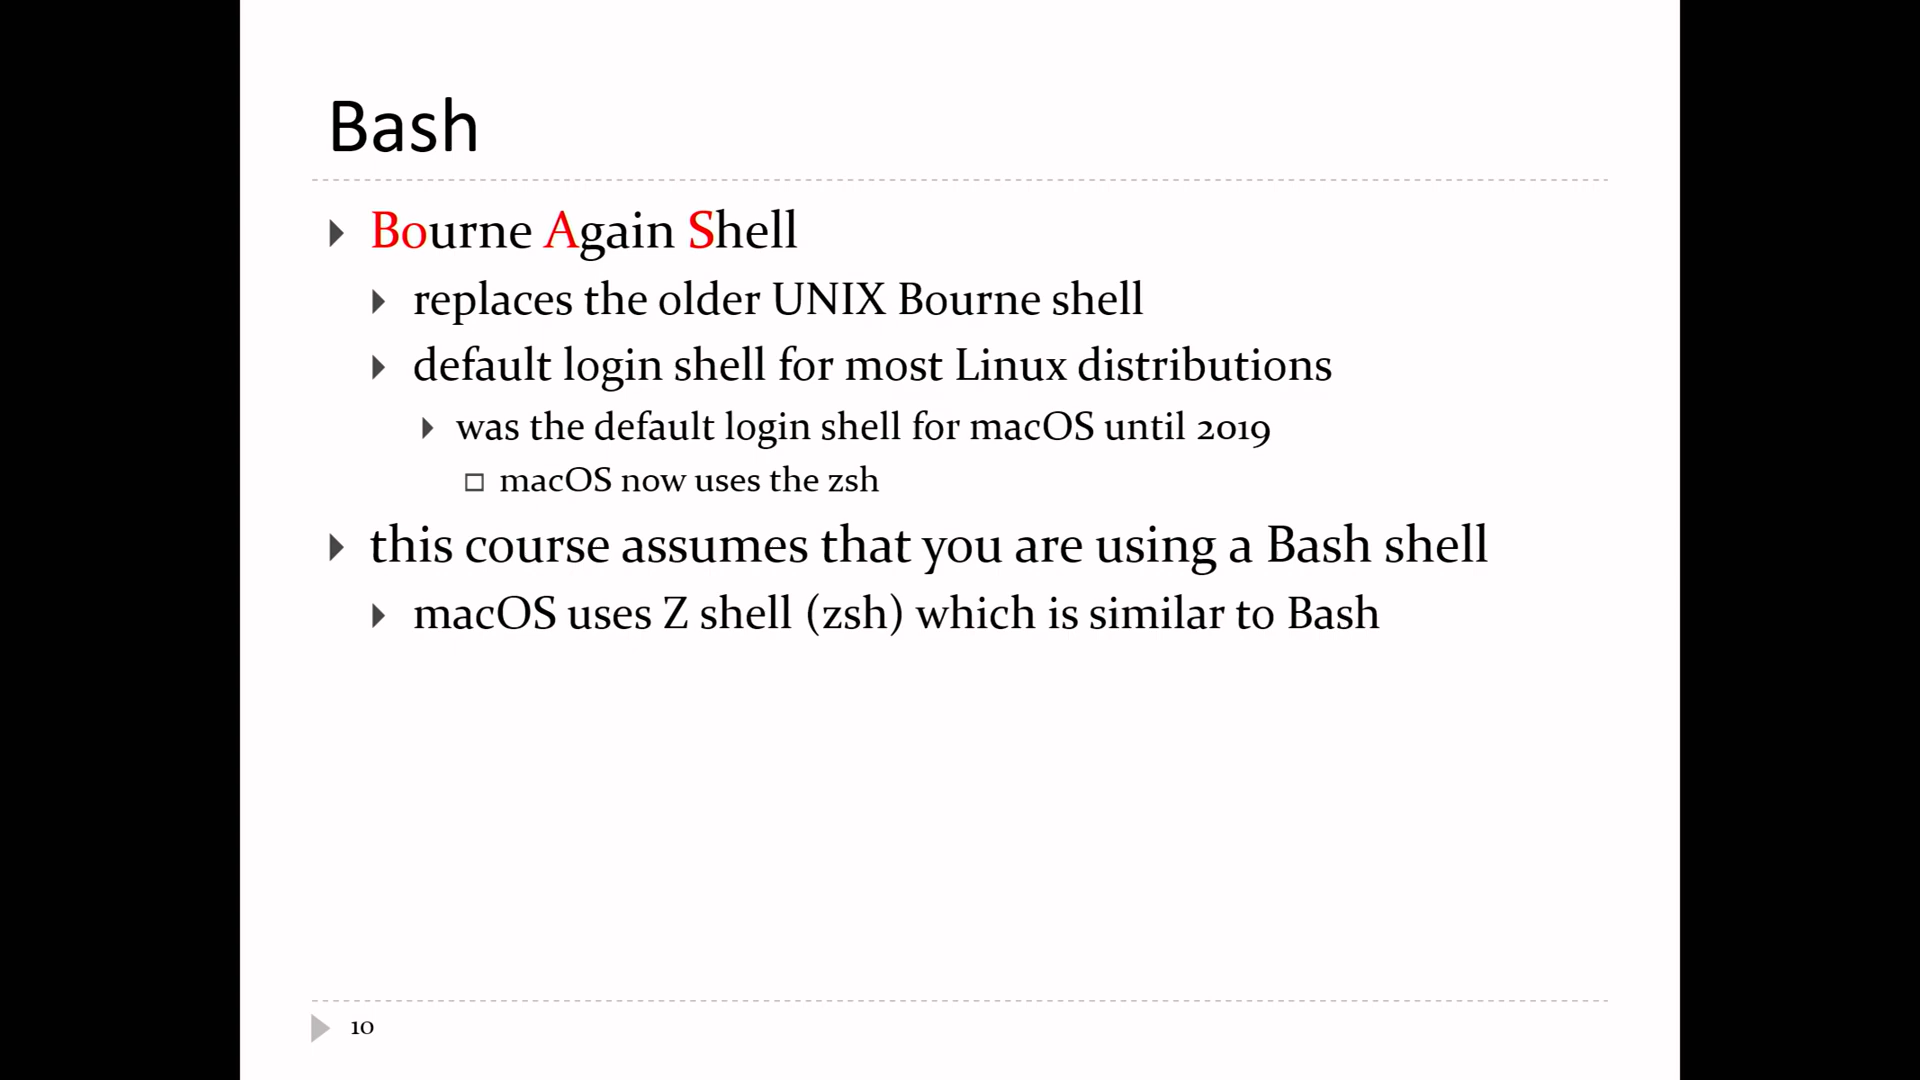 Bash
Bourne Again Shell
replaces the older UNIX Bourne shell
default login shell for most Linux distributions
was the default login shell for macOS until 2019
macOS now uses the zsh
this course assumes that you are using a Bash shell
macOS uses Z shell (zsh) which is similar to Bash
10